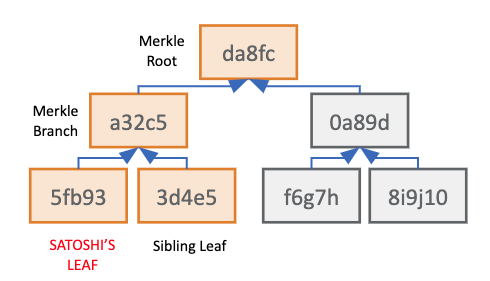 Merkle
Root
da8fc
Merkle
Branch
a32c5
0a89d
5fb93
3d4e5
f6g7h
8i9j10
SATOSHI'S
LEAF
Sibling Leaf